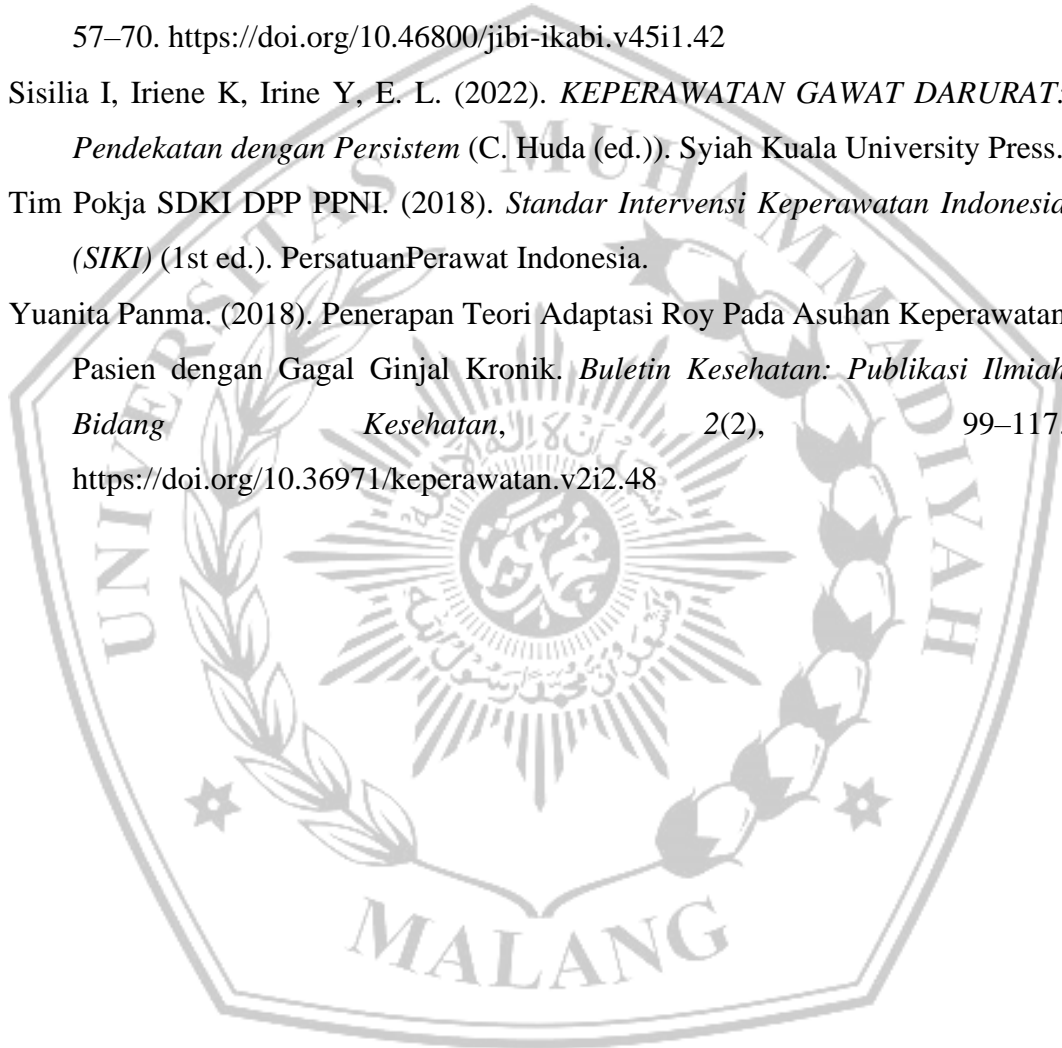 57–70. https://doi.org/10.46800/jibi-ikabi.v45i1.42
Sisilia I, Iriene K, Irine Y, E. L. (2022). KEPERAWATAN GAWAT DARURAT:
Pendekatan dengan Persistem (C. Huda (ed.)). Syiah Kuala University Press.
Tim Pokja SDKI DPP PPNI. (2018). Standar Intervensi Keperawatan Indonesia
(SIKI) (1st ed.). PersatuanPerawat Indonesia.
Yuanita Panma. (2018). Penerapan Teori Adaptasi Roy Pada Asuhan Keperawatan
Pasien dengan Gagal Ginjal Kronik. Buletin Kesehatan: Publikasi Ilmiah
Bidang Kesehatan, 2(2), 99–117.
https://doi.org/10.36971/keperawatan.v2i2.48
UNIVERSITAS MUHAMMADIYAH
MALANG